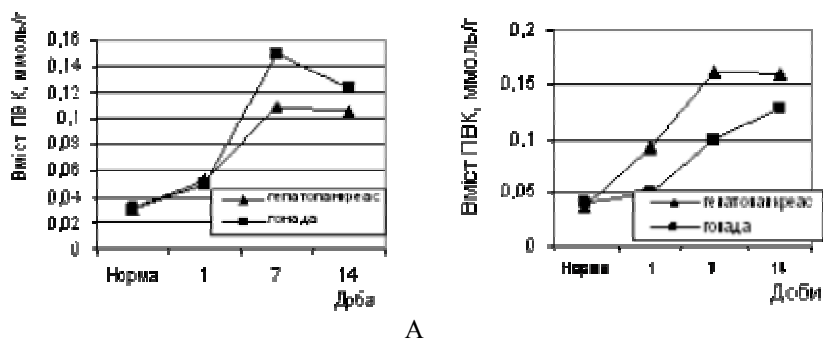 Вміст ПВК, ммоль/г
0,16
0,14
0,12
0,1
0,08
0,06
0,04
0,02
0
Норма 1 7 14
Доба
гепатопанкреас
гонада
Вміст ПВК, ммоль/г
0,2
0,15
0,1
0,05
0
Норма 1 7 14
Доби
гепатопанкреас
гонада
А